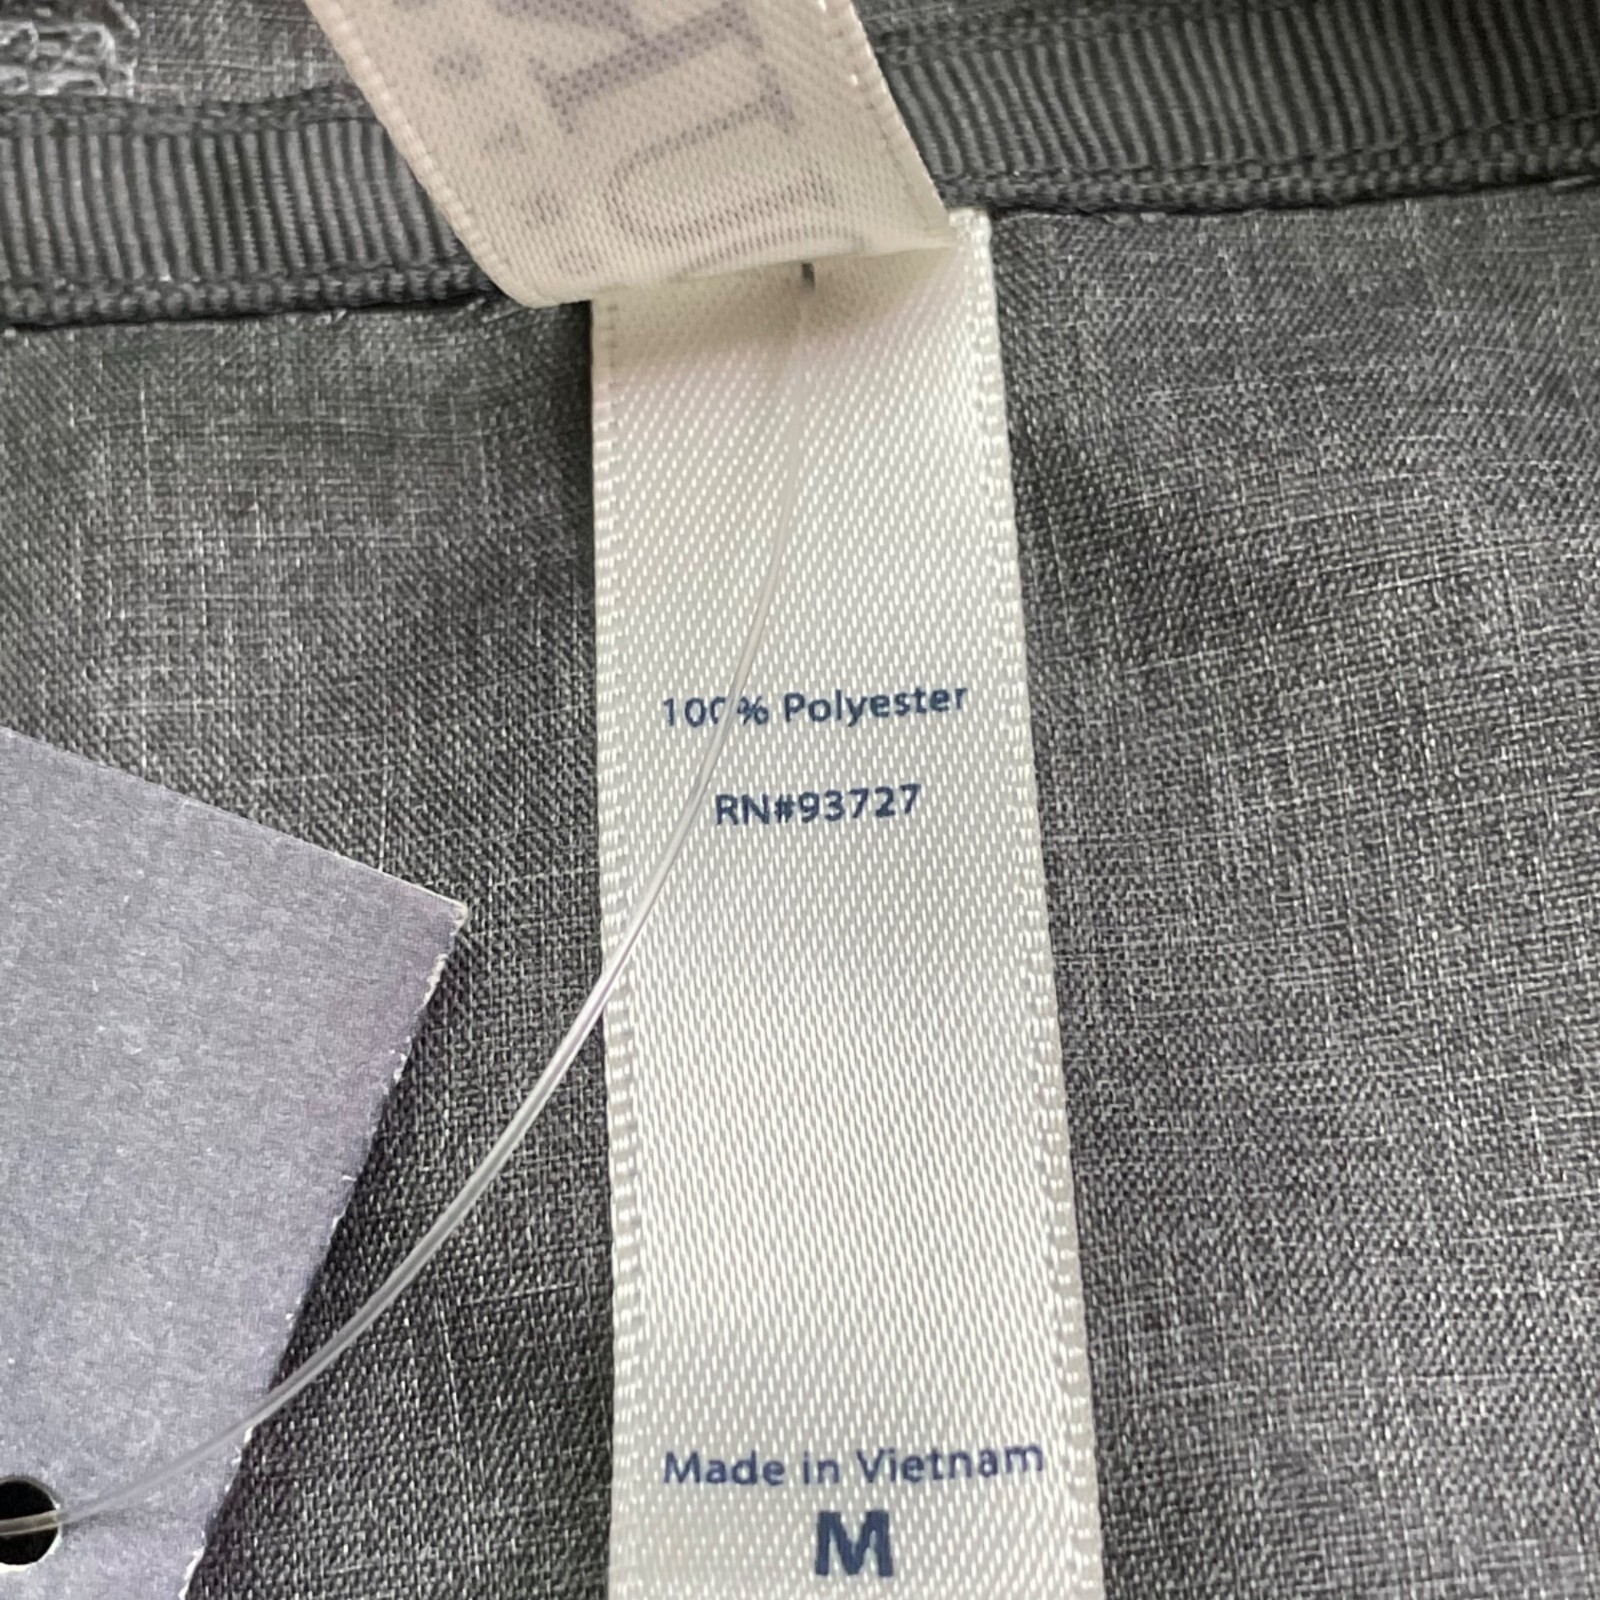 100% Polyester
RN#93727
Made in Vietnam
M